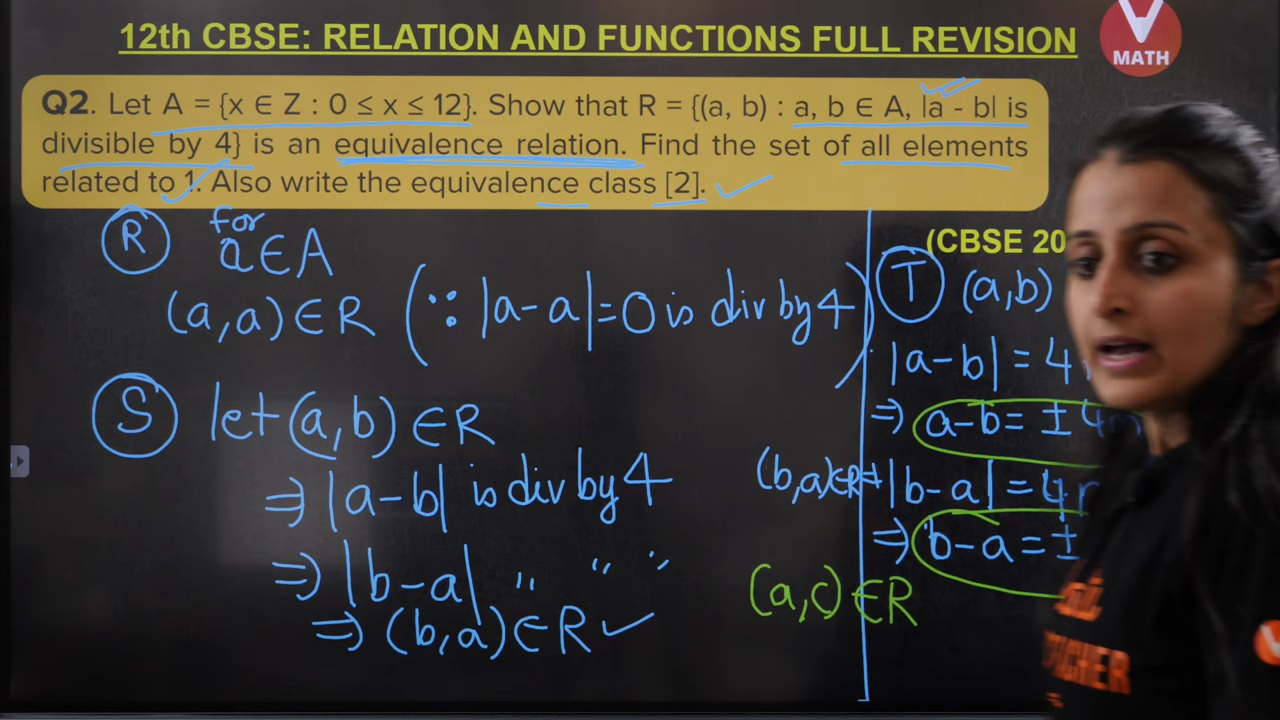 12th CBSE: RELATION AND FUNCTIONS FULL REVISION
MATH
Q2. Let A = {x ∈ Z : 0 ≤ x ≤ 12}. Show that R = {(a, b) : a, b ∈ A, |a - b| is
divisible by 4} is an equivalence relation. Find the set of all elements
related to 1. Also write the equivalence class [2].
(CBSE 20
R for
a ∈ A
(a, a) ∈ R (∵ |a - a| = 0 is div by 4)
S let (a, b) ∈ R
⇒ |a - b| is div by 4
⇒ |b - a| " " "
⇒ (b, a) ∈ R ✓
T (a, b)
|a - b| = 4
⇒ a - b = ± 4
(b, a) ∈ R ⇒ |b - a| = 4
⇒ b - a = ±
(a, c) ∈ R